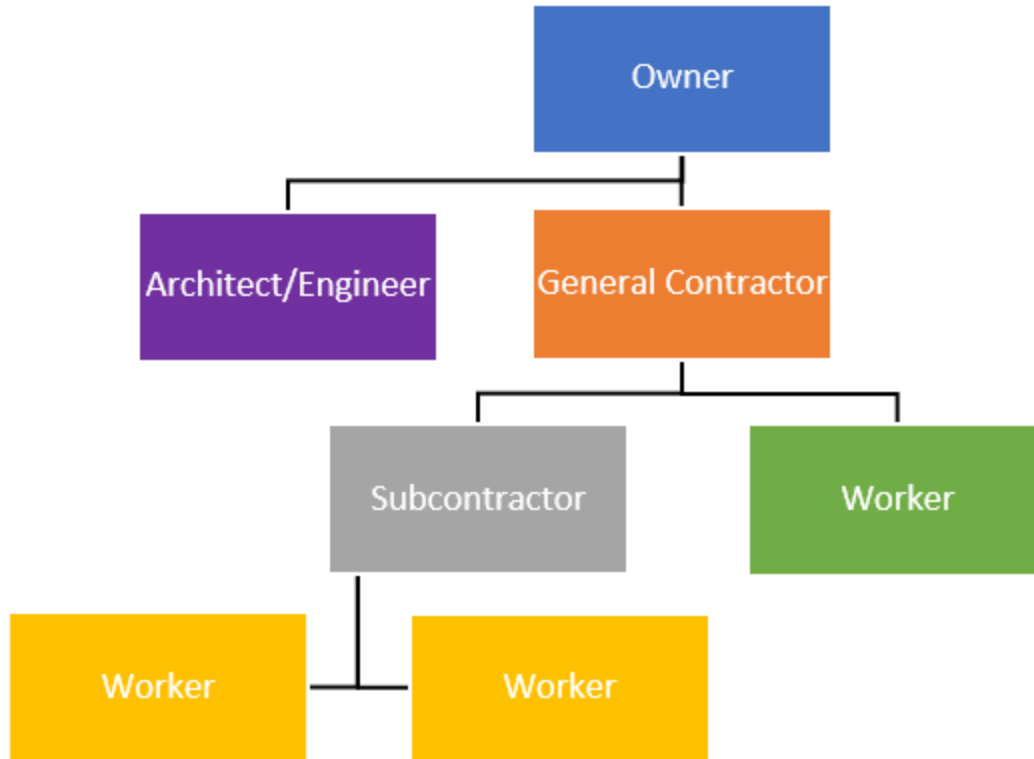 Owner
Architect/Engineer
General Contractor
Subcontractor
Worker
Worker
Worker